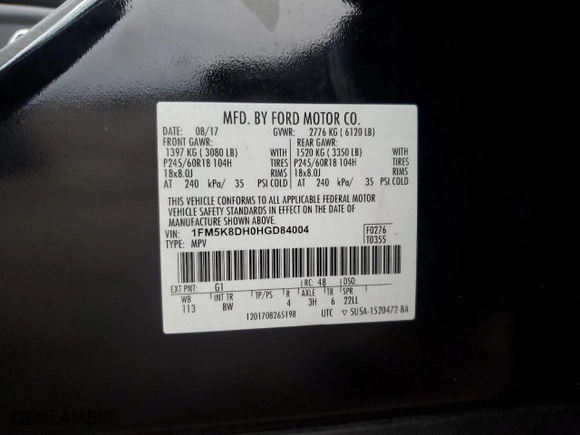 MFD. BY FORD MOTOR CO.
DATE: 08/17 GVWR: 2776 KG ( 6120 LB)
FRONT GAWR: REAR GAWR:
1397 KG ( 3080 LB) 1520 KG ( 3350 LB)
P245/60R18 104H TIRES P245/60R18 104H TIRES
18x8.0J RIMS 18x8.0J RIMS
AT 240 kPa/ 35 PSI COLD AT 240 kPa/ 35 PSI COLD
THIS VEHICLE CONFORMS TO ALL APPLICABLE FEDERAL MOTOR
VEHICLE SAFETY STANDARDS IN EFFECT ON THE DATE OF
MANUFACTURE SHOWN ABOVE.
VIN: 1FM5K8DH0HGD84004 F0276
TYPE: MPV T0355
EXT PNT: G1 RC: 48 DSO:
WB INT TR TP/PS R AXLE TR SPR
113 BW 4 3H 6 22LL
1201708265198 UTC ▽ SU5A-1520472-BA
DREAMBID